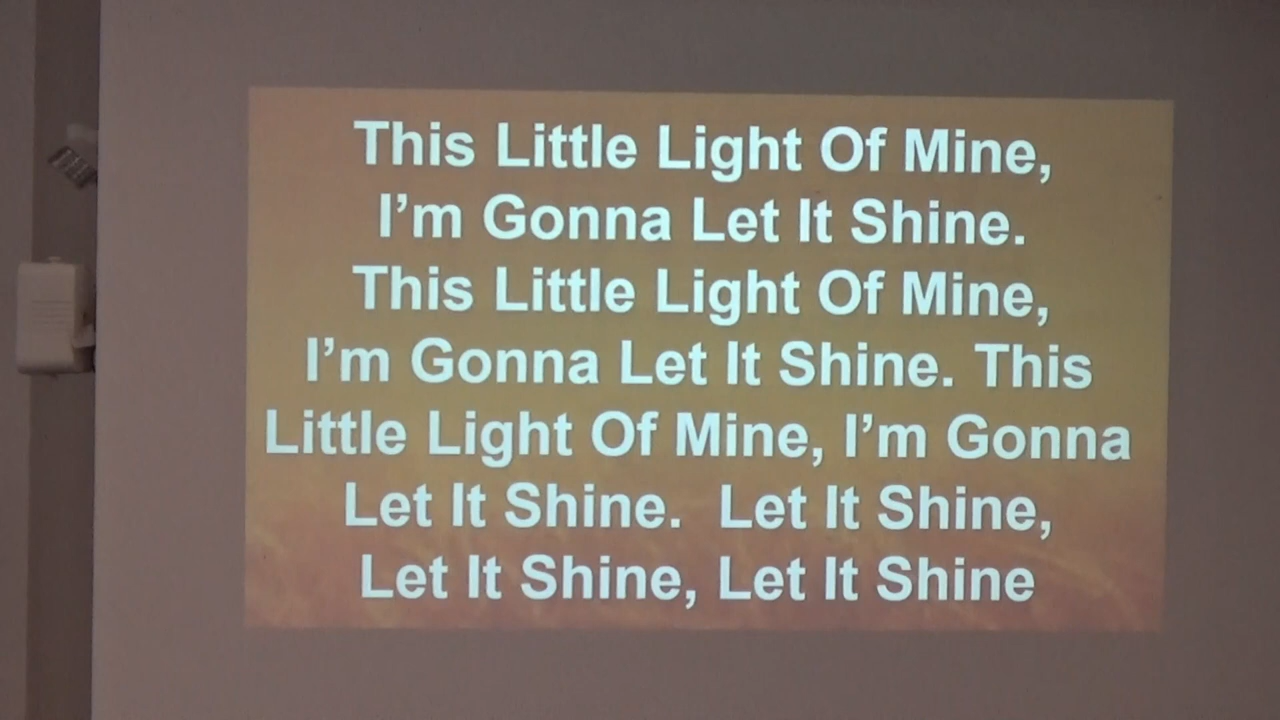 This Little Light Of Mine,
I’m Gonna Let It Shine.
This Little Light Of Mine,
I’m Gonna Let It Shine. This
Little Light Of Mine, I’m Gonna
Let It Shine.  Let It Shine,
Let It Shine, Let It Shine